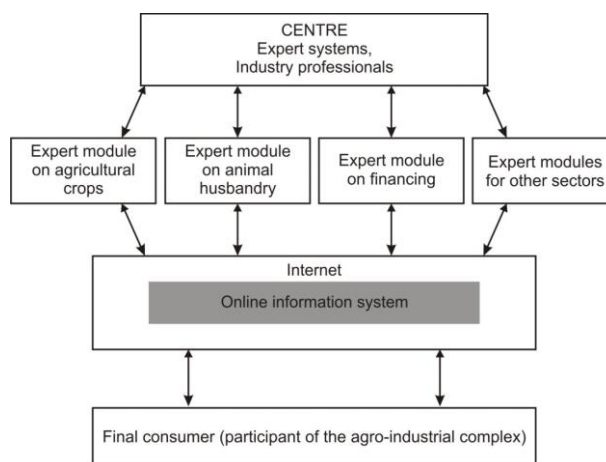 CENTRE
Expert systems,
Industry professionals
Expert module
on agricultural
crops
Expert module
on animal
husbandry
Expert module
on financing
Expert modules
for other sectors
Internet
Online information system
Final consumer (participant of the agro-industrial complex)